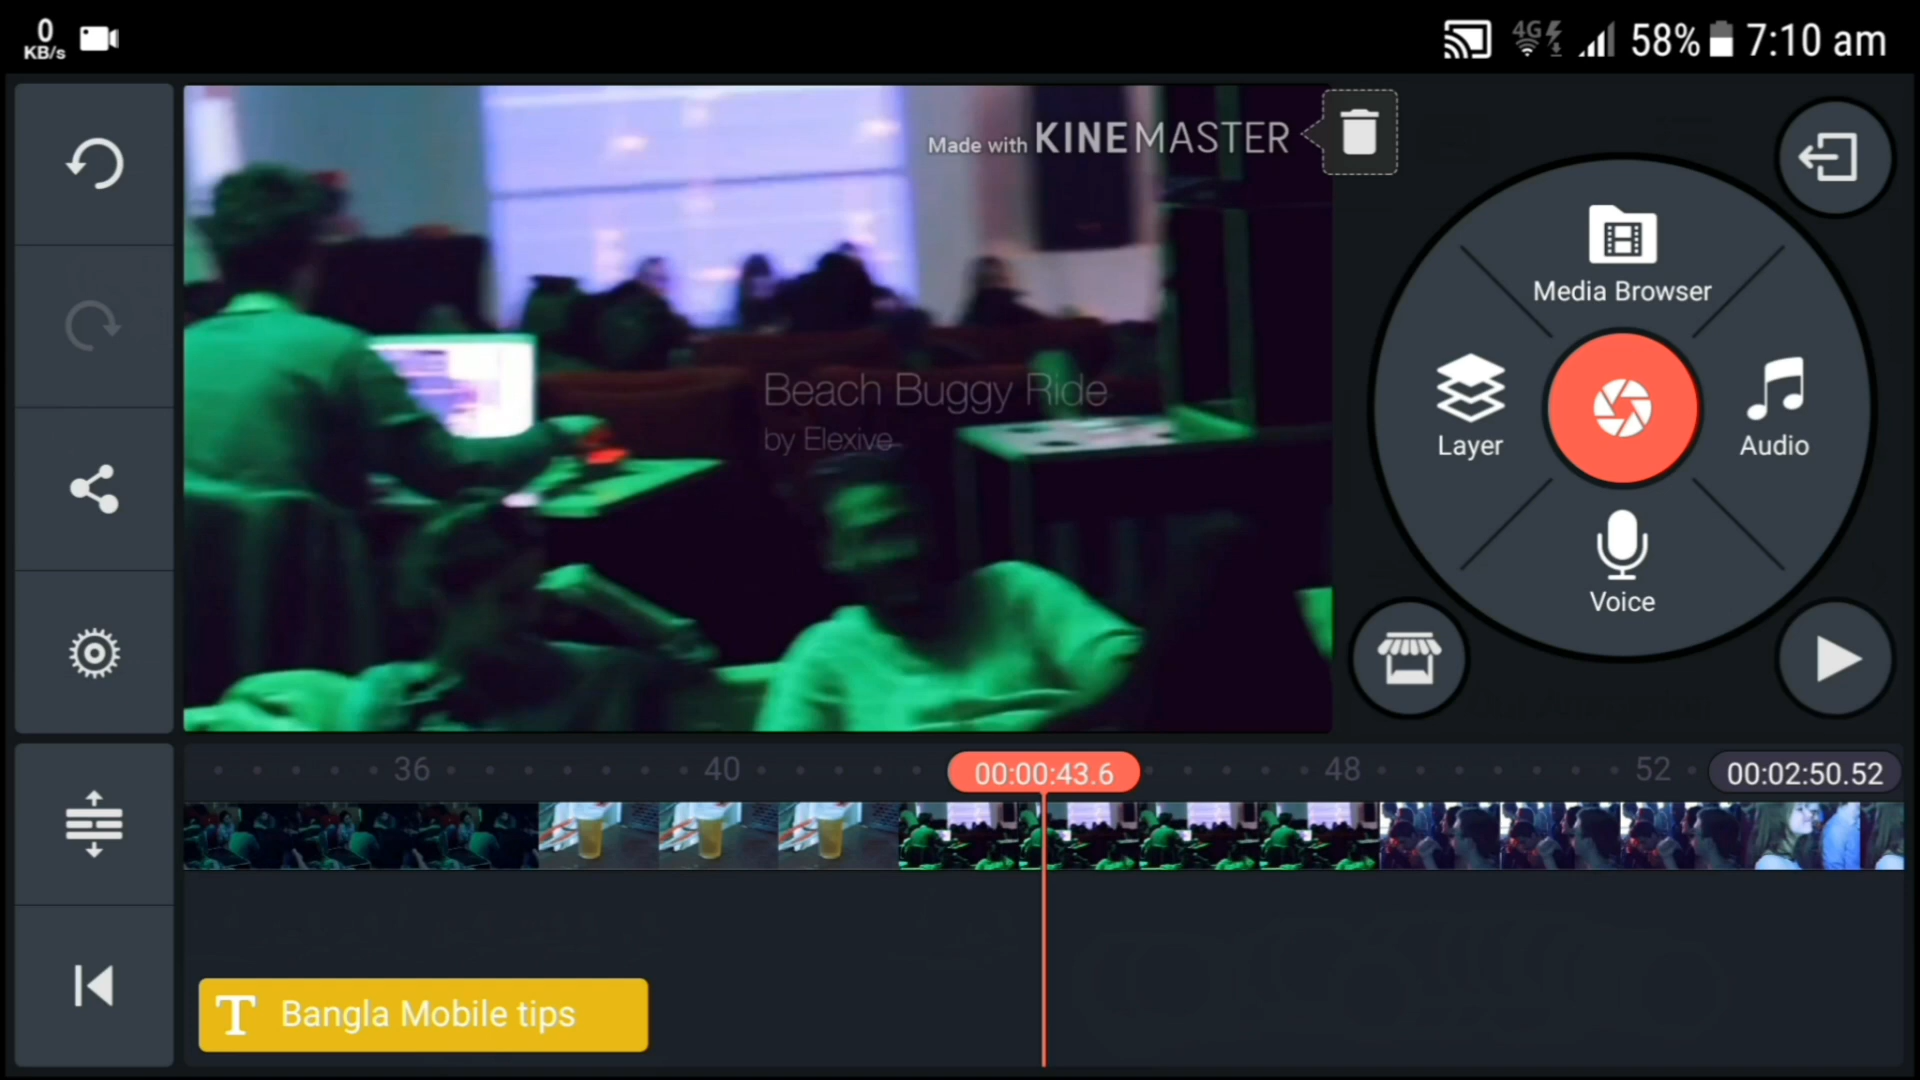 0
KB/s
4G
58%
7:10 am
Made with KINEMASTER
Media Browser
Beach Buggy Ride
by Elexive
Layer
Audio
Voice
36
40
00:00:43.6
48
52
00:02:50.52
T Bangla Mobile tips